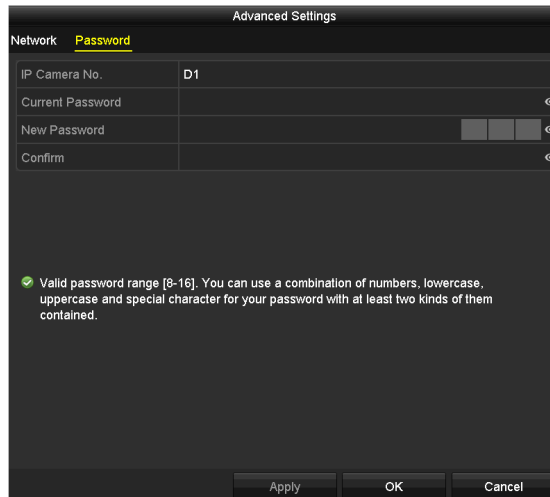 Advanced Settings
Network Password
IP Camera No. D1
Current Password
New Password
Confirm
Valid password range [8-16]. You can use a combination of numbers, lowercase,
uppercase and special character for your password with at least two kinds of them
contained.
Apply OK Cancel